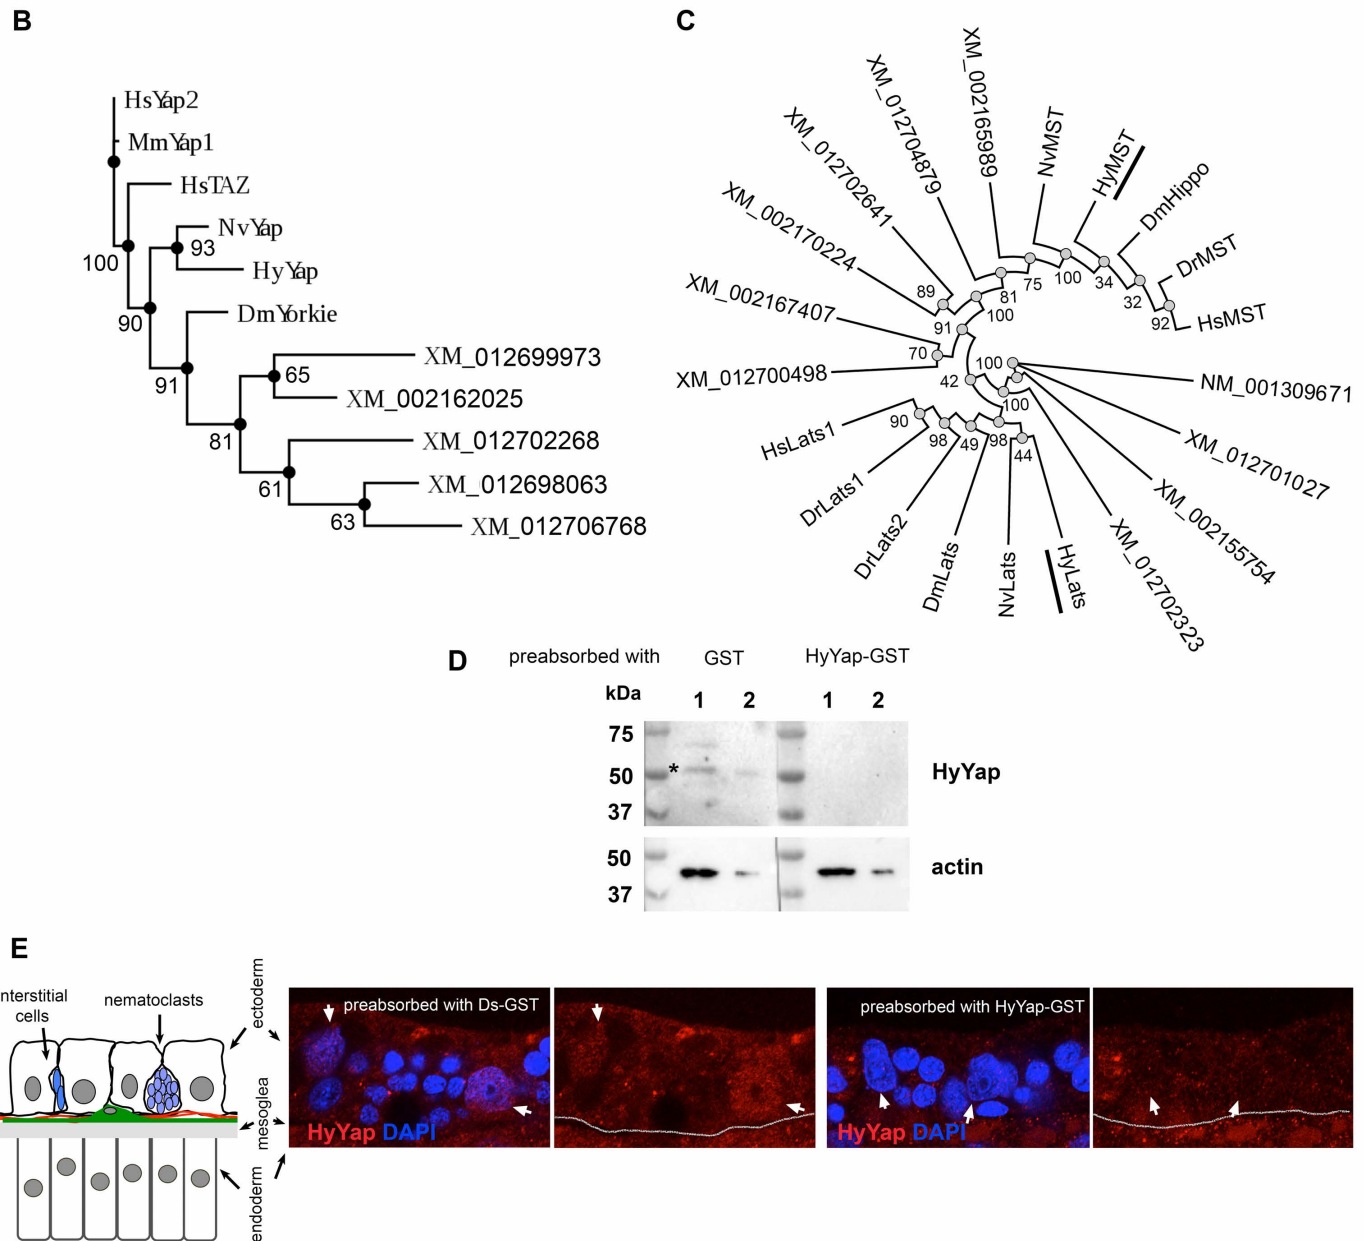 B
HsYap2
MmYap1
HsTAZ
NvYap
93
HyYap
100
90
DmYorkie
XM_012699973
65
91
XM_002162025
81
XM_012702268
61
XM_012698063
63
XM_012706768
C
XM_002165989
XM_012704879
XM_012702641
XM_002170224
XM_002167407
XM_012700498
NvMST
HyMST
DmHippo
DrMST
HsMST
89
91
100
81
75
100
34
32
92
70
42
100
100
NM_001309671
XM_012701027
XM_002155754
XM_012702323
HsLats1
DrLats1
DrLats2
DmLats
NvLats
HyLats
90
98
49
98
44
D
preabsorbed with GST HyYap-GST
kDa 1 2 1 2
75
* 50 HyYap
37
50
actin
37
E
nterstitial
cells
nematoclasts
ectoderm
mesoglea
endoderm
preabsorbed with Ds-GST
HyYap DAPI
preabsorbed with HyYap-GST
HyYap DAPI